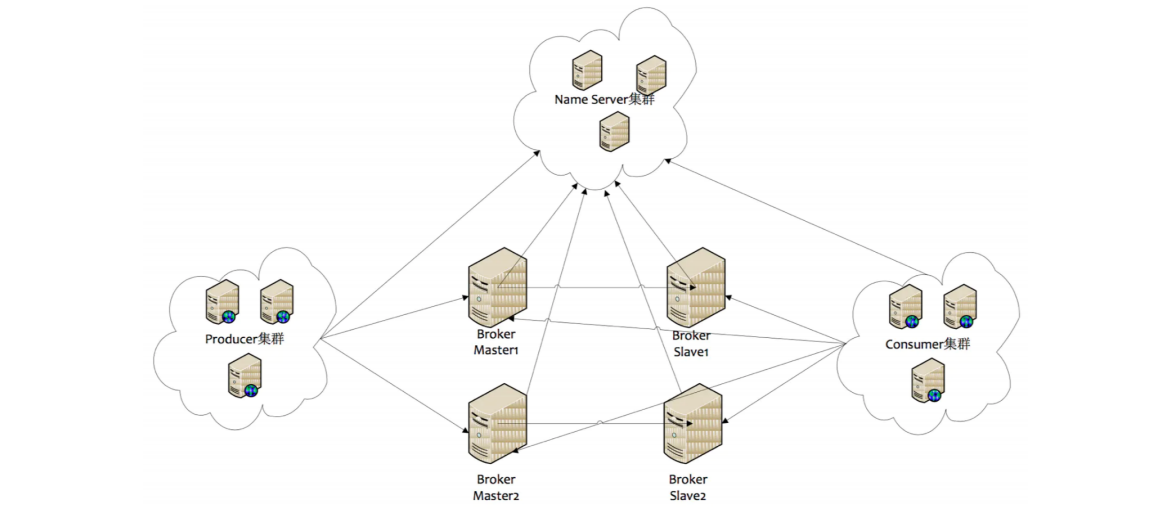 Name Server集群
Producer集群
Broker
Master1
Broker
Slave1
Consumer集群
Broker
Master2
Broker
Slave2